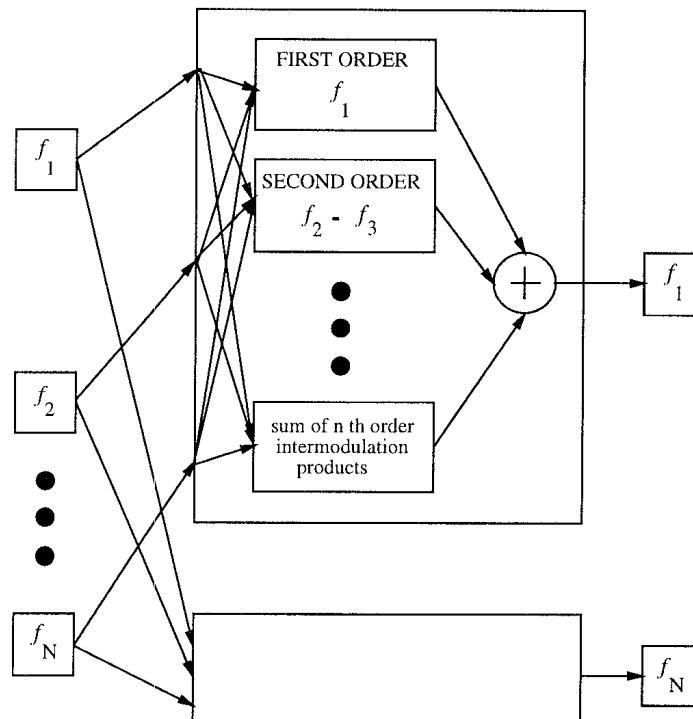 FIRST ORDER
f1
f1
SECOND ORDER
f2 - f3
+
f1
f2
sum of n th order
intermodulation
products
fN
fN